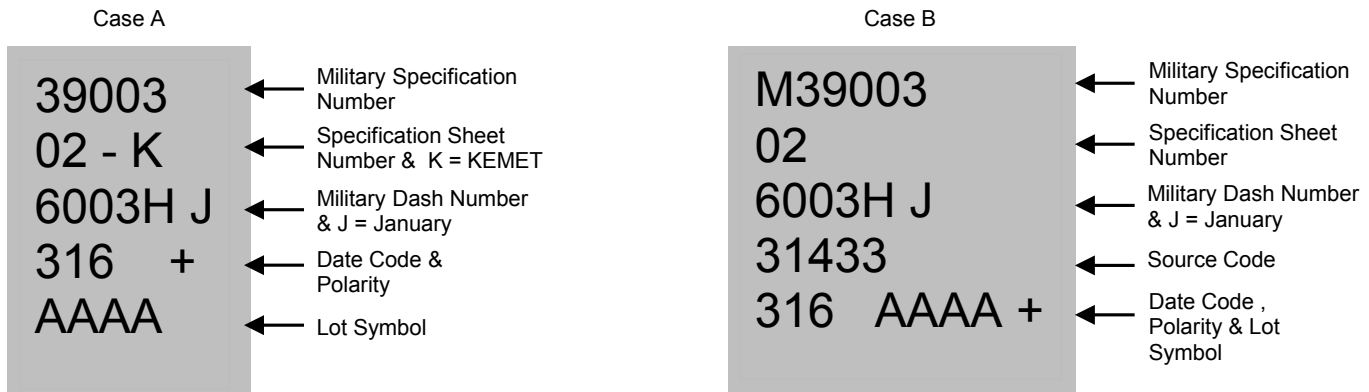 Case A
39003
02 - K
6003H J
316 +
AAAA
Military Specification
Number
Specification Sheet
Number & K = KEMET
Military Dash Number
& J = January
Date Code &
Polarity
Lot Symbol
Case B
M39003
02
6003H J
31433
316 AAAA +
Military Specification
Number
Specification Sheet
Number
Military Dash Number
& J = January
Source Code
Date Code ,
Polarity & Lot
Symbol